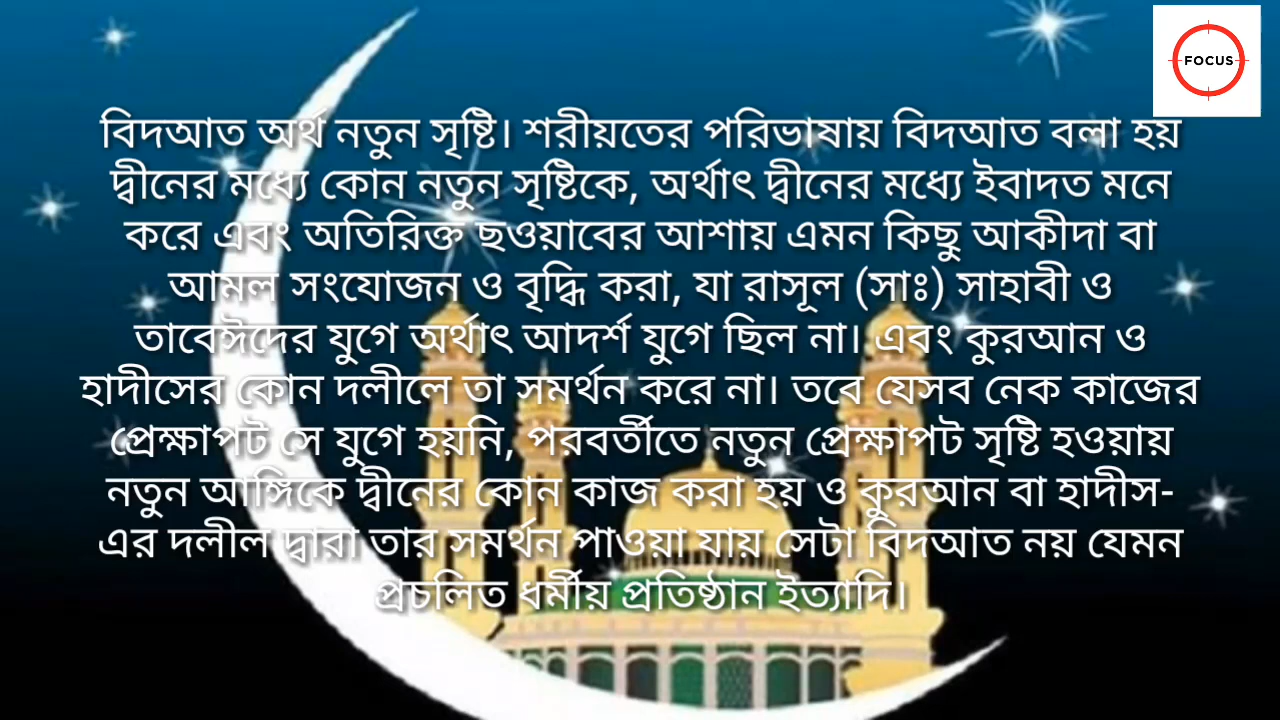 FOCUS
বিদআত অর্থ নতুন সৃষ্টি। শরীয়তের পরিভাষায় বিদআত বলা হয়
দ্বীনের মধ্যে কোন নতুন সৃষ্টিকে, অর্থাৎ দ্বীনের মধ্যে ইবাদত মনে
করে এবং অতিরিক্ত ছওয়াবের আশায় এমন কিছু আকীদা বা
আমল সংযোজন ও বৃদ্ধি করা, যা রাসূল (সাঃ) সাহাবী ও
তাবেঈদের যুগে অর্থাৎ আদর্শ যুগে ছিল না। এবং কুরআন ও
হাদীসের কোন দলীলে তা সমর্থন করে না। তবে যেসব নেক কাজের
প্রেক্ষাপট সে যুগে হয়নি, পরবর্তীতে নতুন প্রেক্ষাপট সৃষ্টি হওয়ায়
নতুন আঙ্গিকে দ্বীনের কোন কাজ করা হয় ও কুরআন বা হাদীস-
এর দলীল দ্বারা তার সমর্থন পাওয়া যায় সেটা বিদআত নয় যেমন
প্রচলিত ধর্মীয় প্রতিষ্ঠান ইত্যাদি।